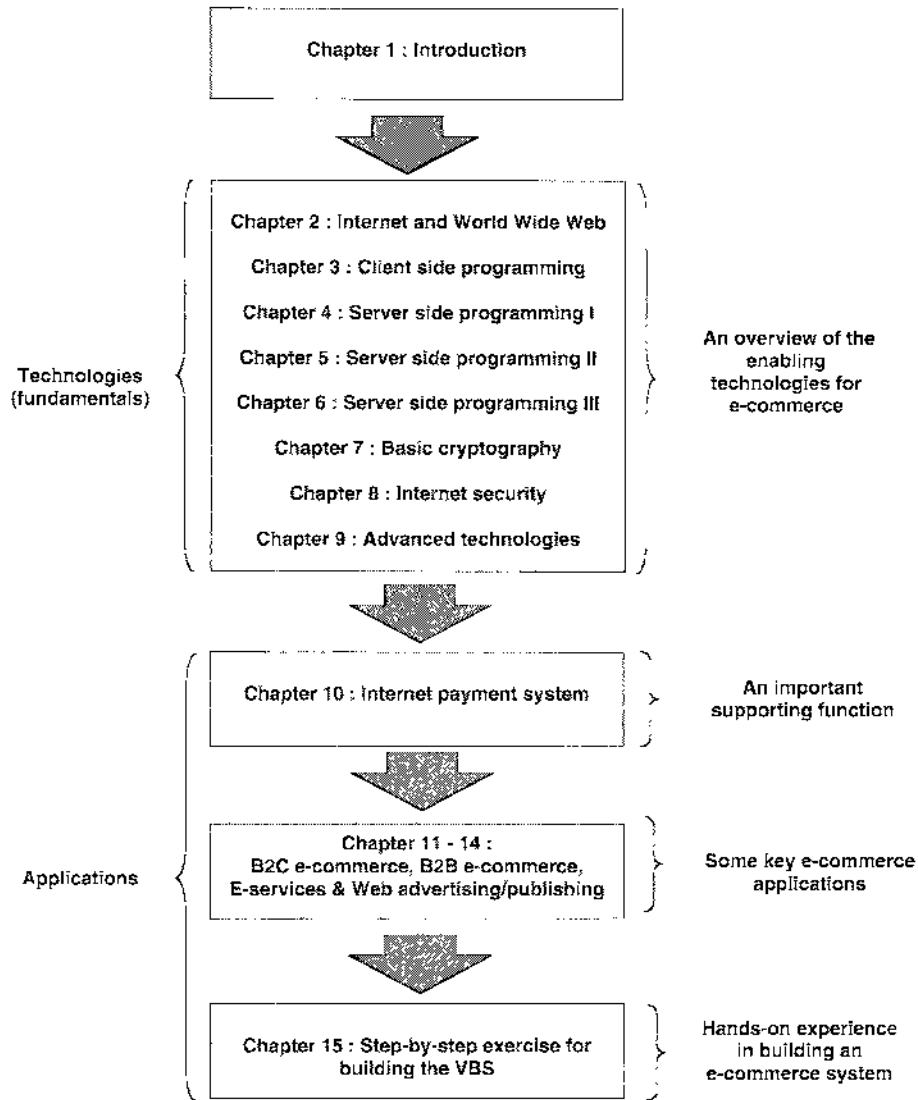 Chapter 1 : Introduction
Chapter 2 : Internet and World Wide Web
Chapter 3 : Client side programming
Chapter 4 : Server side programming I
Chapter 5 : Server side programming II
Chapter 6 : Server side programming III
Chapter 7 : Basic cryptography
Chapter 8 : Internet security
Chapter 9 : Advanced technologies
Technologies
(fundamentals)
An overview of the
enabling
technologies for
e-commerce
Chapter 10 : Internet payment system
An important
supporting function
Chapter 11 - 14 :
B2C e-commerce, B2B e-commerce,
E-services & Web advertising/publishing
Applications
Some key e-commerce
applications
Chapter 15 : Step-by-step exercise for
building the VBS
Hands-on experience
in building an
e-commerce system